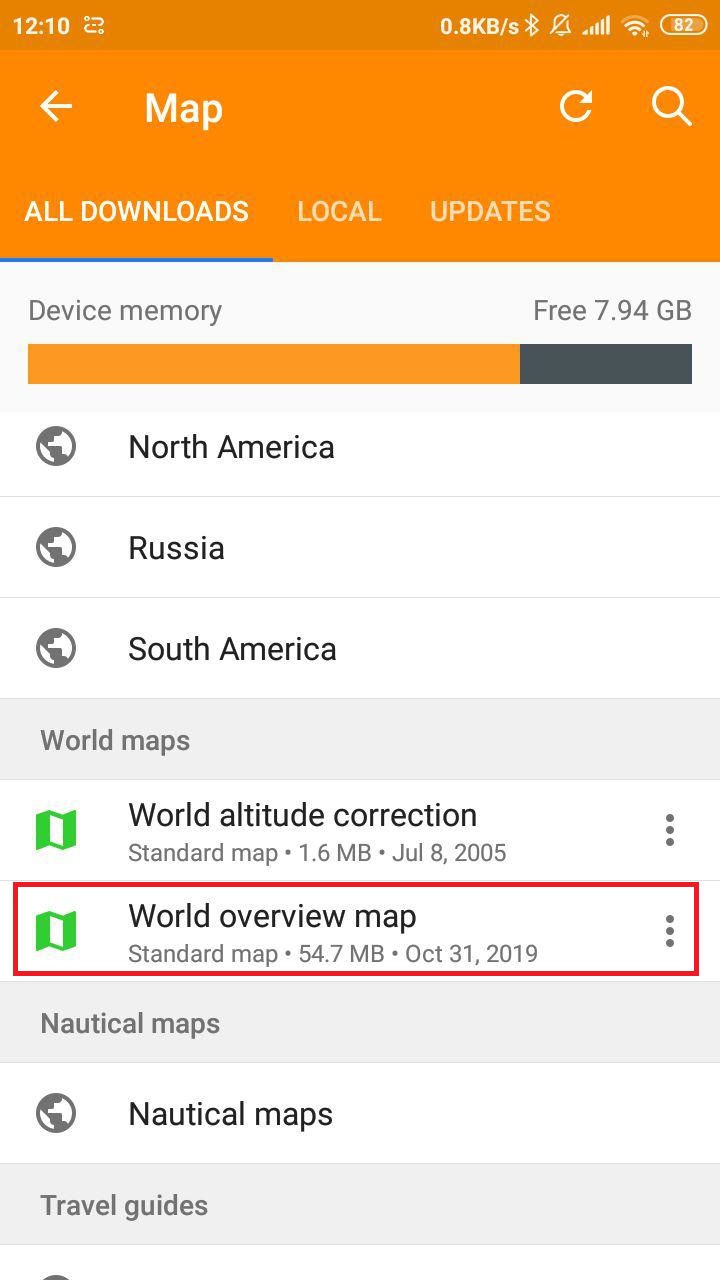 12:10 0.8KB/s 82
Map
ALL DOWNLOADS LOCAL UPDATES
Device memory Free 7.94 GB
North America
Russia
South America
World maps
World altitude correction
Standard map • 1.6 MB • Jul 8, 2005
World overview map
Standard map • 54.7 MB • Oct 31, 2019
Nautical maps
Nautical maps
Travel guides